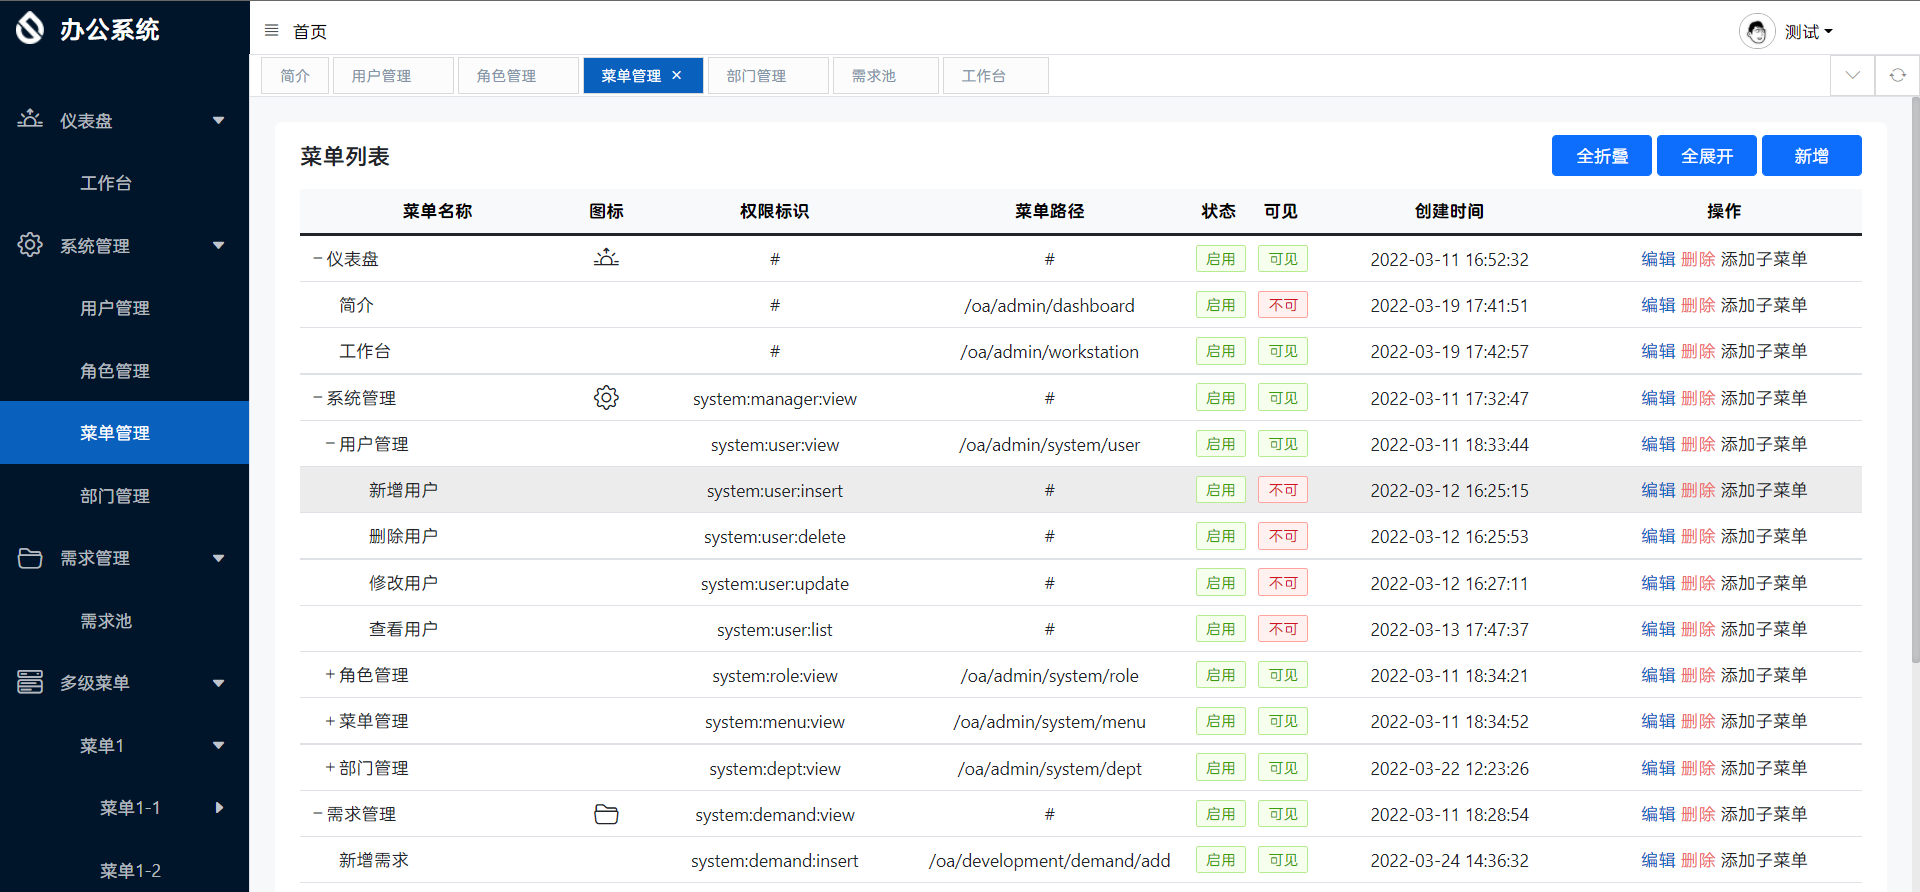 办公系统
首页
测试
简介 用户管理 角色管理 菜单管理 × 部门管理 需求池 工作台
仪表盘
工作台
系统管理
用户管理
角色管理
菜单管理
部门管理
需求管理
需求池
多级菜单
菜单1
菜单1-1
菜单1-2
菜单列表
全折叠 全展开 新增
菜单名称 图标 权限标识 菜单路径 状态 可见 创建时间 操作
−仪表盘 # # 启用 可见 2022-03-11 16:52:32 编辑 删除 添加子菜单
简介 # /oa/admin/dashboard 启用 不可 2022-03-19 17:41:51 编辑 删除 添加子菜单
工作台 # /oa/admin/workstation 启用 可见 2022-03-19 17:42:57 编辑 删除 添加子菜单
−系统管理 system:manager:view # 启用 可见 2022-03-11 17:32:47 编辑 删除 添加子菜单
−用户管理 system:user:view /oa/admin/system/user 启用 可见 2022-03-11 18:33:44 编辑 删除 添加子菜单
新增用户 system:user:insert # 启用 不可 2022-03-12 16:25:15 编辑 删除 添加子菜单
删除用户 system:user:delete # 启用 不可 2022-03-12 16:25:53 编辑 删除 添加子菜单
修改用户 system:user:update # 启用 不可 2022-03-12 16:27:11 编辑 删除 添加子菜单
查看用户 system:user:list # 启用 不可 2022-03-13 17:47:37 编辑 删除 添加子菜单
+角色管理 system:role:view /oa/admin/system/role 启用 可见 2022-03-11 18:34:21 编辑 删除 添加子菜单
+菜单管理 system:menu:view /oa/admin/system/menu 启用 可见 2022-03-11 18:34:52 编辑 删除 添加子菜单
+部门管理 system:dept:view /oa/admin/system/dept 启用 可见 2022-03-22 12:23:26 编辑 删除 添加子菜单
−需求管理 system:demand:view # 启用 可见 2022-03-11 18:28:54 编辑 删除 添加子菜单
新增需求 system:demand:insert /oa/development/demand/add 启用 可见 2022-03-24 14:36:32 编辑 删除 添加子菜单